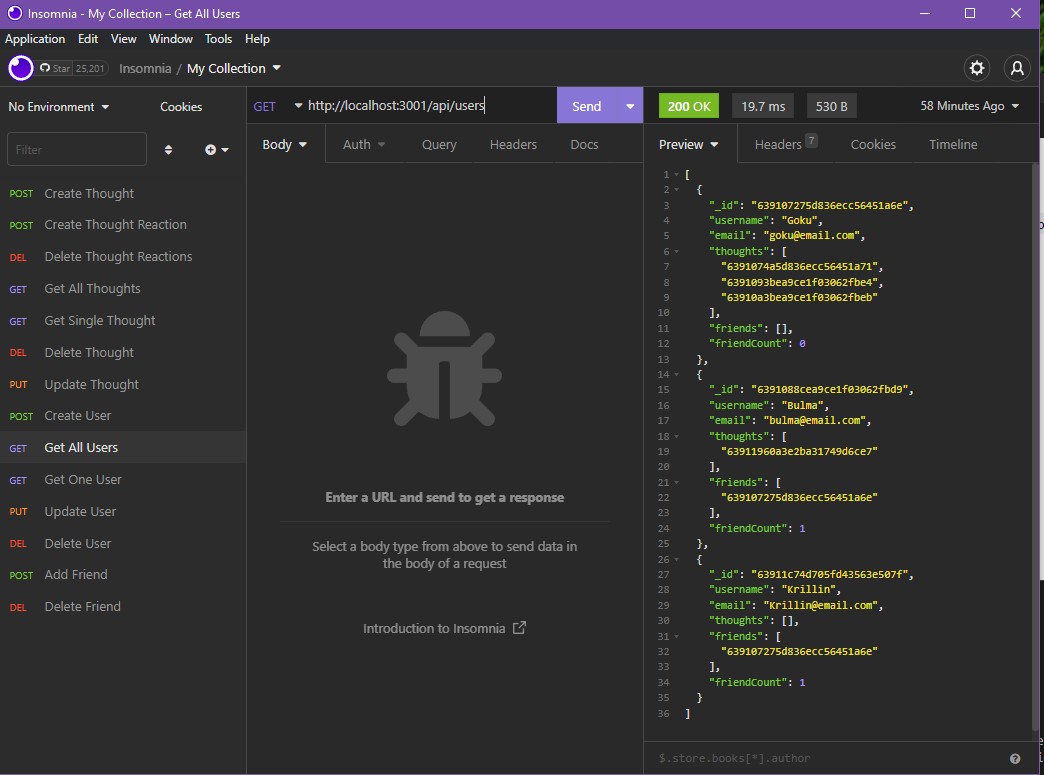 Insomnia - My Collection – Get All Users
Application Edit View Window Tools Help
Star 25,201 Insomnia / My Collection
No Environment Cookies
Filter
POST Create Thought
POST Create Thought Reaction
DEL Delete Thought Reactions
GET Get All Thoughts
GET Get Single Thought
DEL Delete Thought
PUT Update Thought
POST Create User
GET Get All Users
GET Get One User
PUT Update User
DEL Delete User
POST Add Friend
DEL Delete Friend
GET http://localhost:3001/api/users Send
Body Auth Query Headers Docs
Enter a URL and send to get a response
Select a body type from above to send data in
the body of a request
Introduction to Insomnia
200 OK 19.7 ms 530 B 58 Minutes Ago
Preview Headers 7 Cookies Timeline
1 [
2 {
3 "_id": "639107275d836ecc56451a6e",
4 "username": "Goku",
5 "email": "goku@email.com",
6 "thoughts": [
7 "6391074a5d836ecc56451a71",
8 "6391093bea9ce1f03062fbe4",
9 "63910a3bea9ce1f03062fbeb"
10 ],
11 "friends": [],
12 "friendCount": 0
13 },
14 {
15 "_id": "6391088cea9ce1f03062fbd9",
16 "username": "Bulma",
17 "email": "bulma@email.com",
18 "thoughts": [
19 "63911960a3e2ba31749d6ce7"
20 ],
21 "friends": [
22 "639107275d836ecc56451a6e"
23 ],
24 "friendCount": 1
25 },
26 {
27 "_id": "63911c74d705fd43563e507f",
28 "username": "Krillin",
29 "email": "Krillin@email.com",
30 "thoughts": [],
31 "friends": [
32 "639107275d836ecc56451a6e"
33 ],
34 "friendCount": 1
35 }
36 ]
$.store.books[*].author